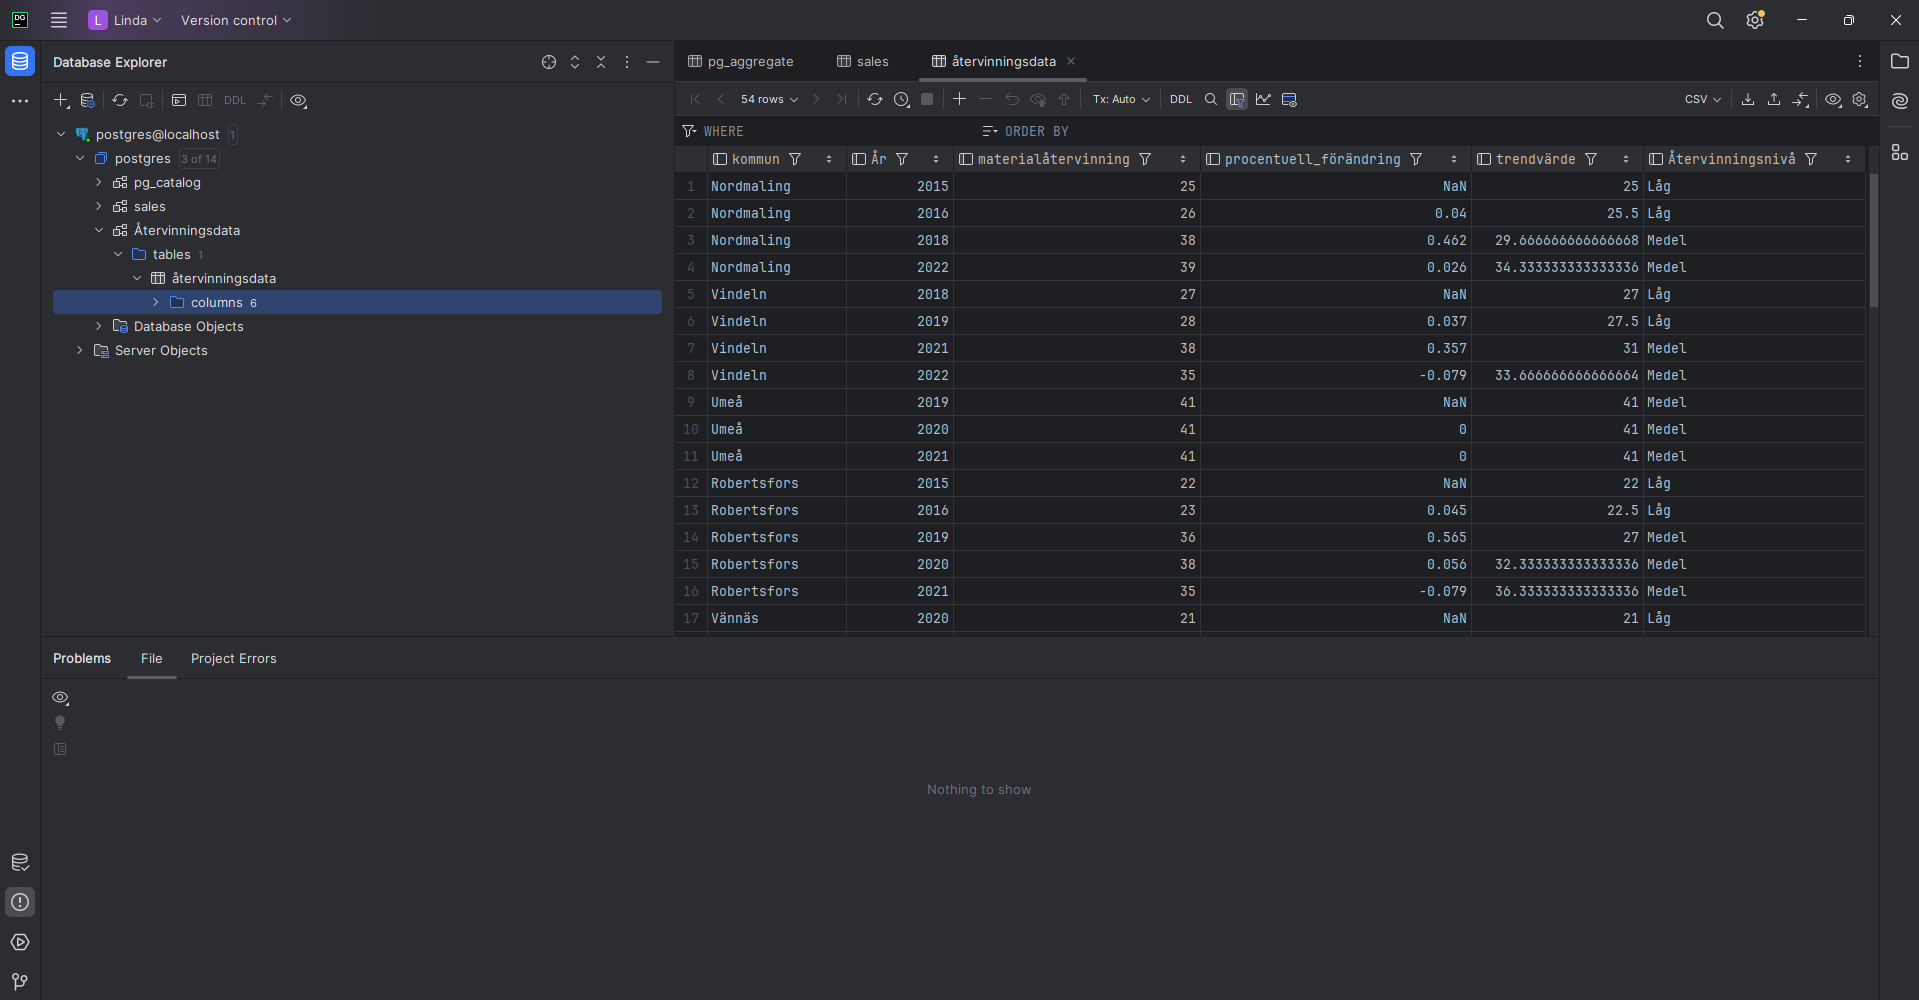 DG
L Linda Version control
Database Explorer
pg_aggregate sales återvinningsdata
DDL
54 rows Tx: Auto DDL CSV
WHERE ORDER BY
postgres@localhost 1
postgres 3 of 14
pg_catalog
sales
Återvinningsdata
tables 1
återvinningsdata
columns 6
Database Objects
Server Objects
kommun År materialåtervinning procentuell_förändring trendvärde Återvinningsnivå
1 Nordmaling 2015 25 NaN 25 Låg
2 Nordmaling 2016 26 0.04 25.5 Låg
3 Nordmaling 2018 38 0.462 29.666666666666668 Medel
4 Nordmaling 2022 39 0.026 34.333333333333336 Medel
5 Vindeln 2018 27 NaN 27 Låg
6 Vindeln 2019 28 0.037 27.5 Låg
7 Vindeln 2021 38 0.357 31 Medel
8 Vindeln 2022 35 -0.079 33.666666666666664 Medel
9 Umeå 2019 41 NaN 41 Medel
10 Umeå 2020 41 0 41 Medel
11 Umeå 2021 41 0 41 Medel
12 Robertsfors 2015 22 NaN 22 Låg
13 Robertsfors 2016 23 0.045 22.5 Låg
14 Robertsfors 2019 36 0.565 27 Medel
15 Robertsfors 2020 38 0.056 32.333333333333336 Medel
16 Robertsfors 2021 35 -0.079 36.333333333333336 Medel
17 Vännäs 2020 21 NaN 21 Låg
Problems File Project Errors
Nothing to show